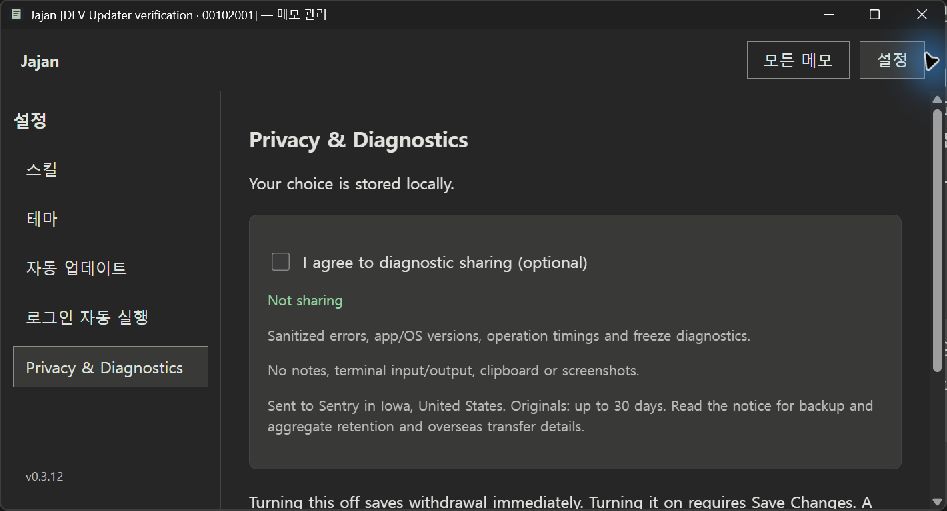 Jajan [DEV Updater verification · 00102001] — 메모 관리
Jajan
모든 메모
설정
설정
스킬
테마
자동 업데이트
로그인 자동 실행
Privacy & Diagnostics
v0.3.12
Privacy & Diagnostics
Your choice is stored locally.
I agree to diagnostic sharing (optional)
Not sharing
Sanitized errors, app/OS versions, operation timings and freeze diagnostics.
No notes, terminal input/output, clipboard or screenshots.
Sent to Sentry in Iowa, United States. Originals: up to 30 days. Read the notice for backup and
aggregate retention and overseas transfer details.
Turning this off saves withdrawal immediately. Turning it on requires Save Changes. A